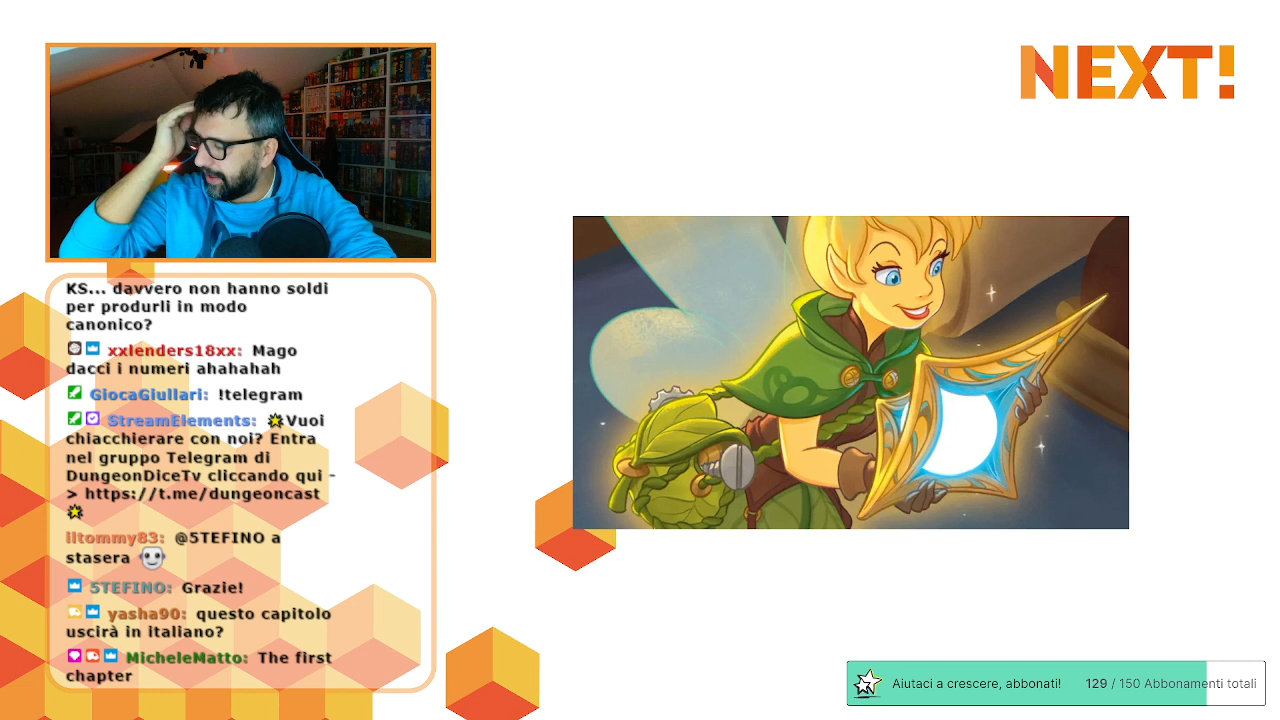 NEXT!
KS... davvero non hanno soldi
per produrli in modo
canonico?
xxlenders18xx: Mago
dacci i numeri ahahahah
GiocaGiullari: !telegram
StreamElements: Vuoi
chiacchierare con noi? Entra
nel gruppo Telegram di
DungeonDiceTv cliccando qui -
> https://t.me/dungeoncast
iltommy83: @5TEFINO a
stasera
5TEFINO: Grazie!
yasha90: questo capitolo
uscirà in italiano?
MicheleMatto: The first
chapter
Aiutaci a crescere, abbonati! 129 / 150 Abbonamenti totali